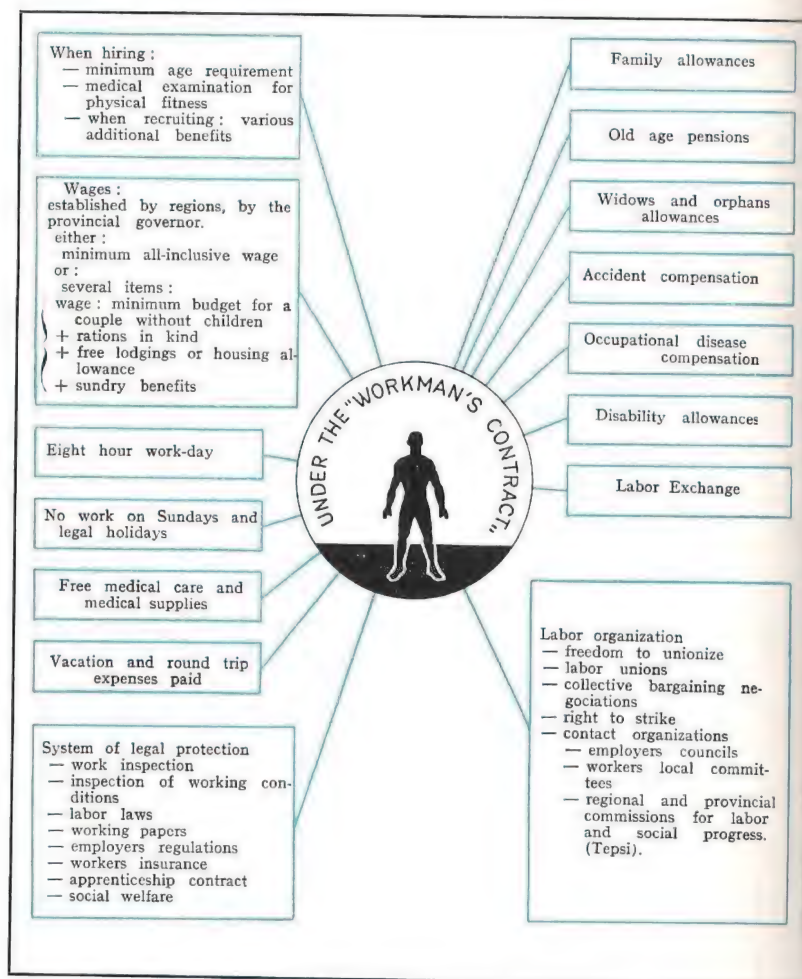 When hiring :
— minimum age requirement
— medical examination for
physical fitness
— when recruiting : various
additional benefits
Wages :
established by regions, by the
provincial governor.
either :
minimum all-inclusive wage
or :
several items :
wage : minimum budget for a
couple without children
+ rations in kind
+ free lodgings or housing al-
lowance
+ sundry benefits
Eight hour work-day
No work on Sundays and
legal holidays
Free medical care and
medical supplies
Vacation and round trip
expenses paid
System of legal protection
— work inspection
— inspection of working con-
ditions
— labor laws
— working papers
— employers regulations
— workers insurance
— apprenticeship contract
— social welfare
UNDER THE "WORKMAN'S CONTRACT„
Family allowances
Old age pensions
Widows and orphans
allowances
Accident compensation
Occupational disease
compensation
Disability allowances
Labor Exchange
Labor organization
— freedom to unionize
— labor unions
— collective bargaining ne-
gociations
— right to strike
— contact organizations
— employers councils
— workers local commit-
tees
— regional and provincial
commissions for labor
and social progress.
(Tepsi).